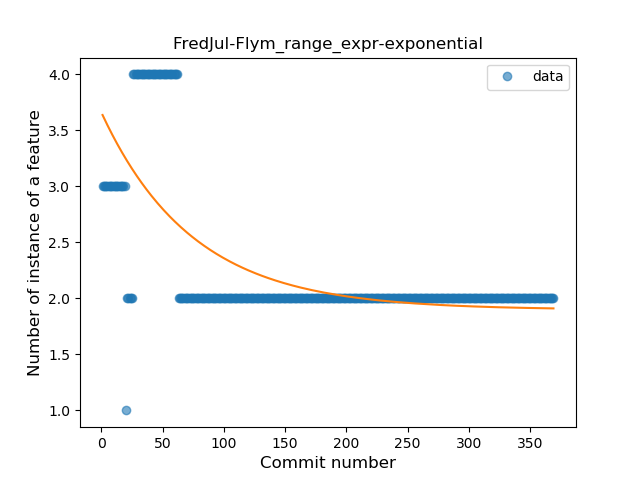 FredJul-Flym_range_expr-exponential
data
Number of instance of a feature
4.0
3.5
3.0
2.5
2.0
1.5
1.0
0 50 100 150 200 250 300 350
Commit number